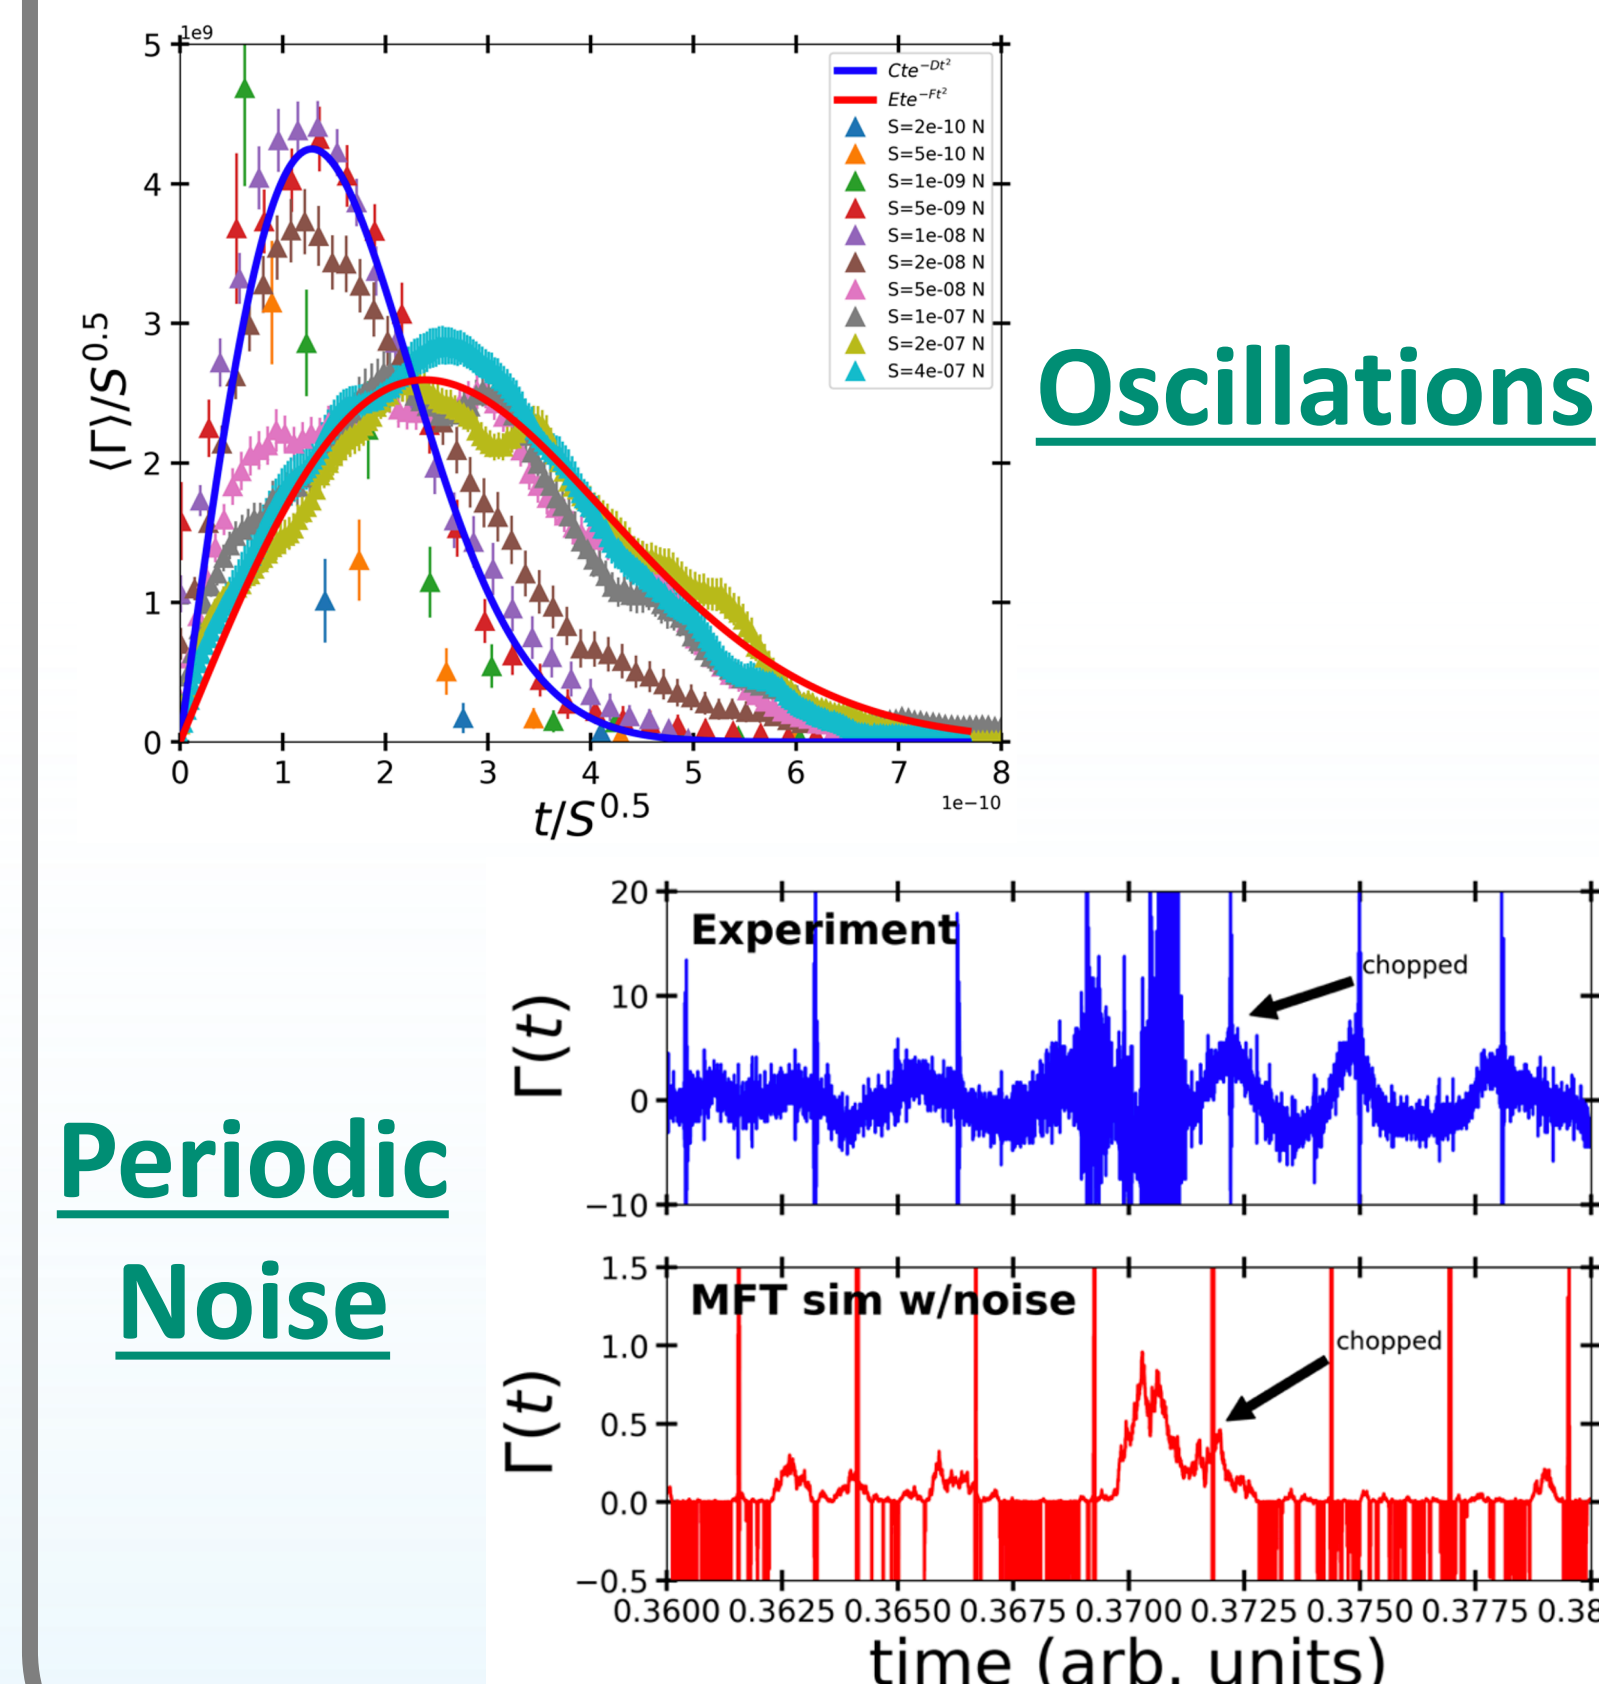 1e9
5
4
3
2
1
0
⟨Γ⟩/S^0.5
Cte^−Dt²
Ete^−Ft²
S=2e-10 N
S=5e-10 N
S=1e-09 N
S=5e-09 N
S=1e-08 N
S=2e-08 N
S=5e-08 N
S=1e-07 N
S=2e-07 N
S=4e-07 N
0 1 2 3 4 5 6 7 8
1e−10
t/S^0.5
Oscillations
Periodic
Noise
20
10
0
−10
Γ(t)
Experiment
chopped
1.5
1.0
0.5
0.0
−0.5
Γ(t)
MFT sim w/noise
chopped
0.3600 0.3625 0.3650 0.3675 0.3700 0.3725 0.3750 0.3775 0.38
time (arb. units)